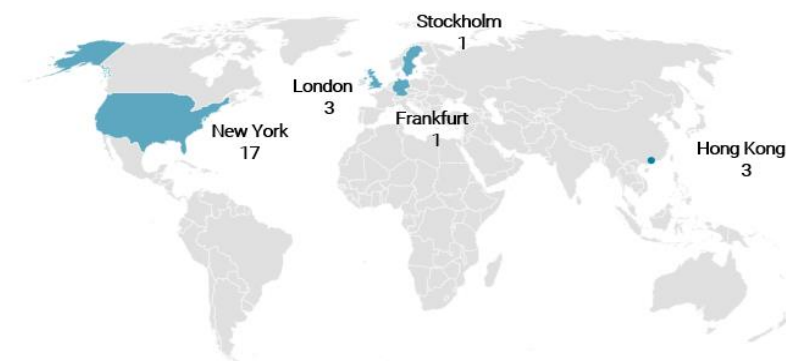 Stockholm
1
London
3
Frankfurt
1
New York
17
Hong Kong
3